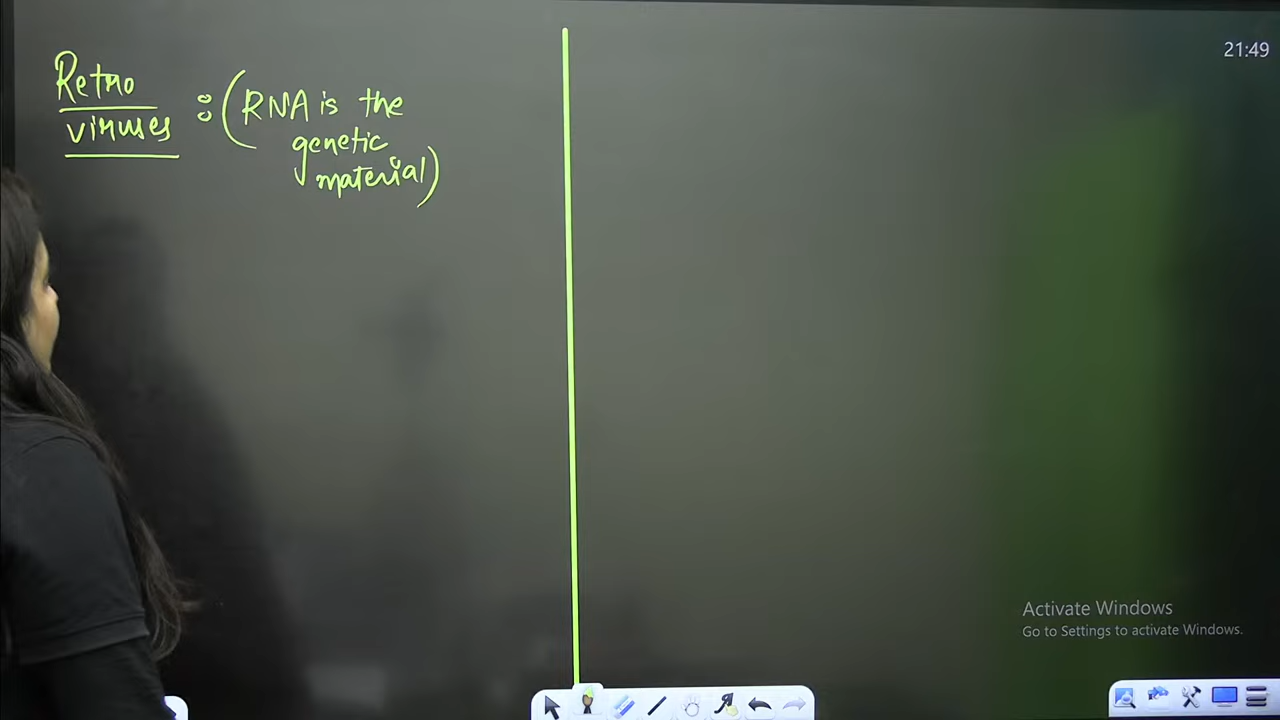 21:49
Retro
viruses : (RNA is the
genetic
material)
Activate Windows
Go to Settings to activate Windows.